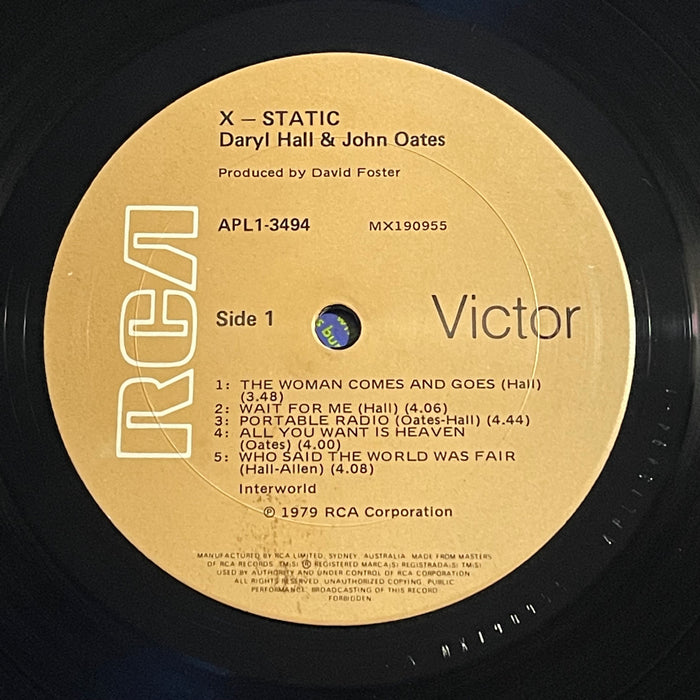 X – STATIC
Daryl Hall & John Oates
Produced by David Foster
APL1-3494 MX190955
RCA
Side 1
Victor
1: THE WOMAN COMES AND GOES (Hall)
(3.48)
2: WAIT FOR ME (Hall) (4.06)
3: PORTABLE RADIO (Oates-Hall) (4.44)
4: ALL YOU WANT IS HEAVEN
(Oates) (4.00)
5: WHO SAID THE WORLD WAS FAIR
(Hall-Allen) (4.08)
Interworld
℗ 1979 RCA Corporation
MANUFACTURED BY RCA LIMITED, SYDNEY, AUSTRALIA. MADE FROM MASTERS
OF RCA RECORDS. TM(S) ® REGISTERED MARCA(S) REGISTRADA(S) TM(S)
USED BY AUTHORITY AND UNDER CONTROL OF RCA CORPORATION
ALL RIGHTS RESERVED. UNAUTHORIZED COPYING, PUBLIC
PERFORMANCE, BROADCASTING OF THIS RECORD
FORBIDDEN